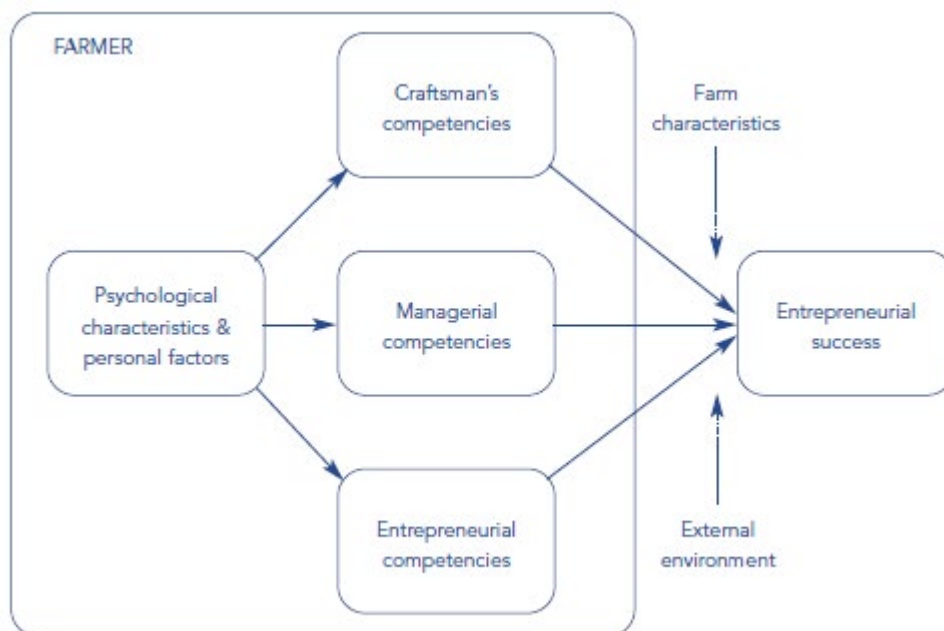 FARMER
Craftsman's
competencies
Farm
characteristics
Psychological
characteristics &
personal factors
Managerial
competencies
Entrepreneurial
success
Entrepreneurial
competencies
External
environment